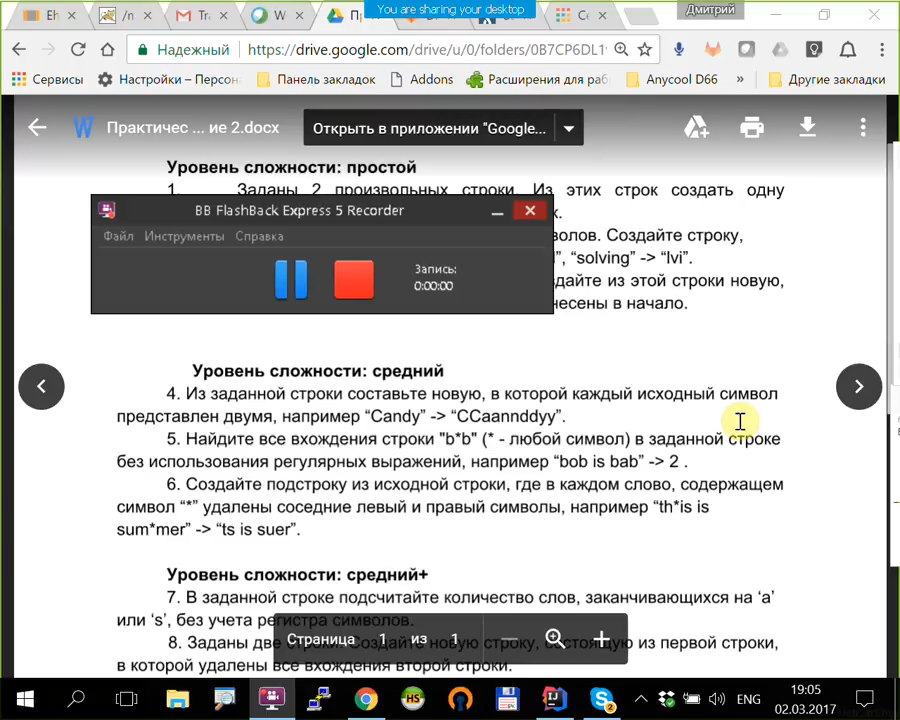 You are sharing your desktop
Дмитрий
Надежный
https://drive.google.com/drive/u/0/folders/0B7CP6DL1
Сервисы
Настройки – Персона
Панель закладок
Addons
Расширения для раб
Anycool D66
»
Другие закладки
Практичес ... ие 2.docx
Открыть в приложении "Google...
Уровень сложности: простой
1. Заданы 2 произвольных строки. Из этих строк создать одну
BB FlashBack Express 5 Recorder
Файл Инструменты Справка
Запись:
0:00:00
волов. Создайте строку,
", "solving" -> "lvi".
здайте из этой строки новую,
несены в начало.
Уровень сложности: средний
4. Из заданной строки составьте новую, в которой каждый исходный символ
представлен двумя, например "Candy" -> "CCaannddyy".
5. Найдите все вхождения строки "b*b" (* - любой символ) в заданной строке
без использования регулярных выражений, например "bob is bab" -> 2 .
6. Создайте подстроку из исходной строки, где в каждом слово, содержащем
символ "*" удалены соседние левый и правый символы, например "th*is is
sum*mer" -> "ts is suer".
Уровень сложности: средний+
7. В заданной строке подсчитайте количество слов, заканчивающихся на 'a'
или 's', без учета регистра символов.
Страница 1 из 1
8. Заданы две строки. Создайте новую строку, состоящую из первой строки,
в которой удалены все вхождения второй строки.
ENG
19:05
02.03.2017